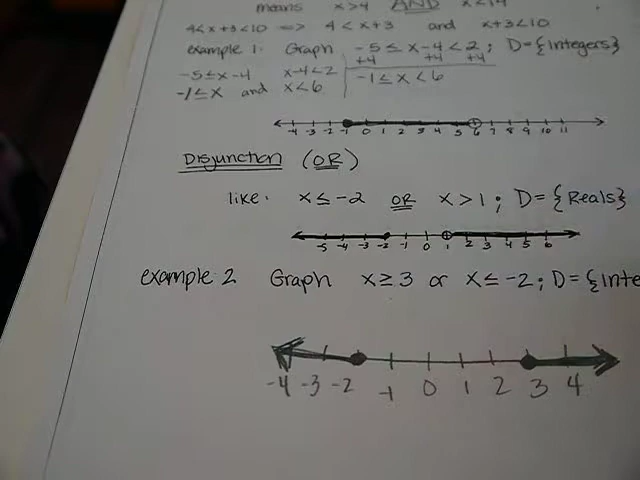 means x>4 AND x<14
4<x+3<10 => 4<x+3 and x+3<10
example 1. Graph -5≤x-4<2; D={Integers}
+4 +4 +4
-5≤x-4 x-4<2 -1≤x<6
-1≤x and x<6
-4 -3 -2 -1 0 1 2 3 4 5 6 7 8 9 10 11
Disjunction (OR)
like. x≤-2 OR x>1; D={Reals}
-5 -4 -3 -2 -1 0 1 2 3 4 5 6
example 2 Graph x≥3 or x≤-2; D={Inte
-4 -3 -2 -1 0 1 2 3 4